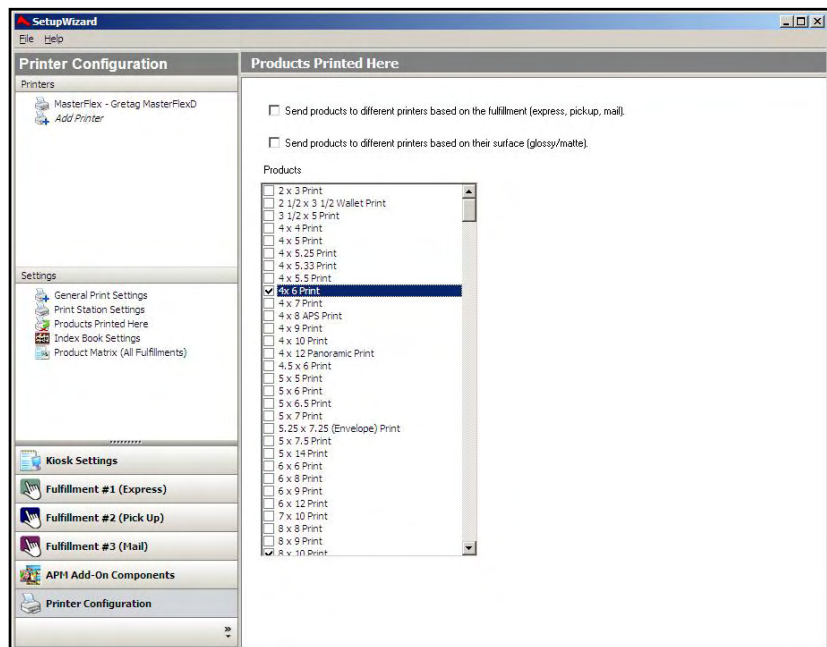 SetupWizard
File Help
Printer Configuration
Printers
MasterFlex - Gretag MasterFlexD
Add Printer
Settings
General Print Settings
Print Station Settings
Products Printed Here
Index Book Settings
Product Matrix (All Fulfillments)
Kiosk Settings
Fulfillment #1 (Express)
Fulfillment #2 (Pick Up)
Fulfillment #3 (Mail)
APM Add-On Components
Printer Configuration
Products Printed Here
Send products to different printers based on the fulfillment (express, pickup, mail).
Send products to different printers based on their surface (glossy/matte).
Products
2 x 3 Print
2 1/2 x 3 1/2 Wallet Print
3 1/2 x 5 Print
4 x 4 Print
4 x 5 Print
4 x 5.25 Print
4 x 5.33 Print
4 x 5.5 Print
4x 6 Print
4 x 7 Print
4 x 8 APS Print
4 x 9 Print
4 x 10 Print
4 x 12 Panoramic Print
4.5 x 6 Print
5 x 5 Print
5 x 6 Print
5 x 6.5 Print
5 x 7 Print
5.25 x 7.25 (Envelope) Print
5 x 7.5 Print
5 x 14 Print
6 x 6 Print
6 x 8 Print
6 x 9 Print
6 x 12 Print
7 x 10 Print
8 x 8 Print
8 x 9 Print
8 x 10 Print